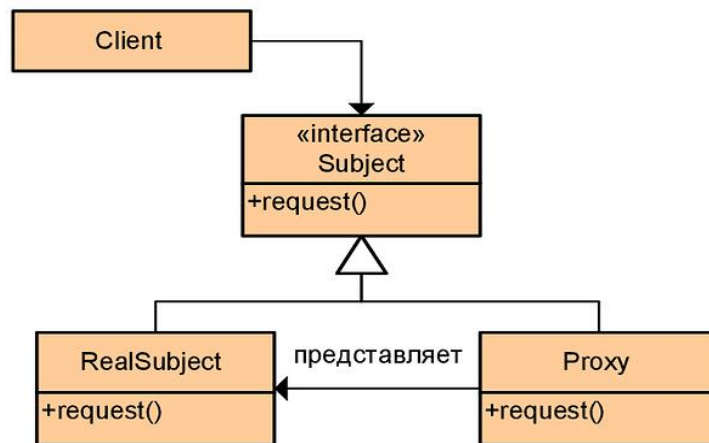 Client
«interface»
Subject
+request()
RealSubject
+request()
представляет
Proxy
+request()